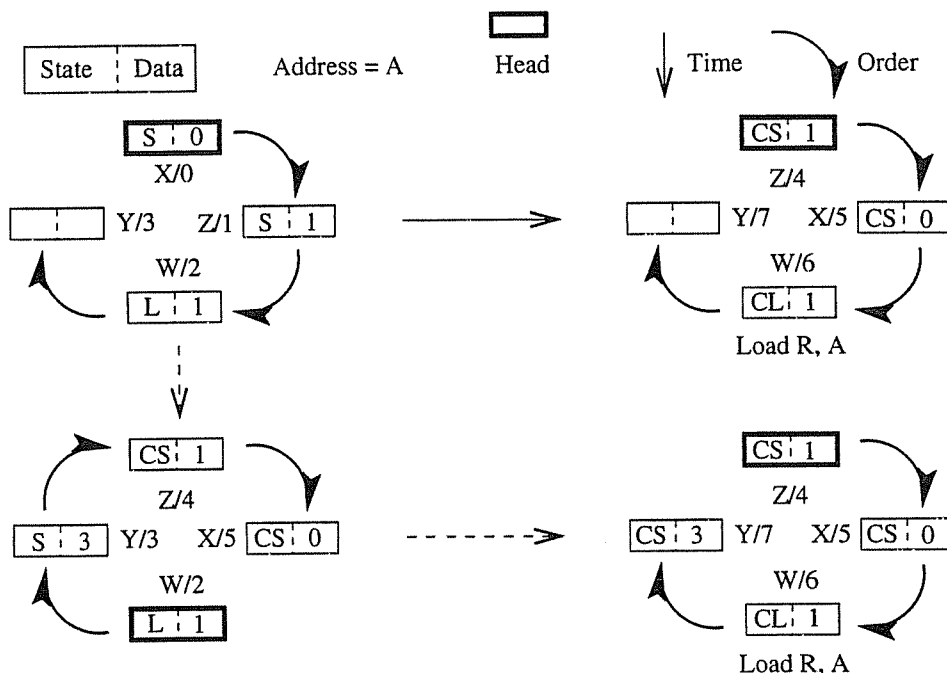 State Data
Address = A
Head
Time
Order
S 0
X/0
Y/3
Z/1
S 1
W/2
L 1
CS 1
Z/4
Y/7
X/5
CS 0
W/6
CL 1
Load R, A
CS 1
Z/4
S 3
Y/3
X/5
CS 0
W/2
L 1
CS 1
Z/4
CS 3
Y/7
X/5
CS 0
W/6
CL 1
Load R, A